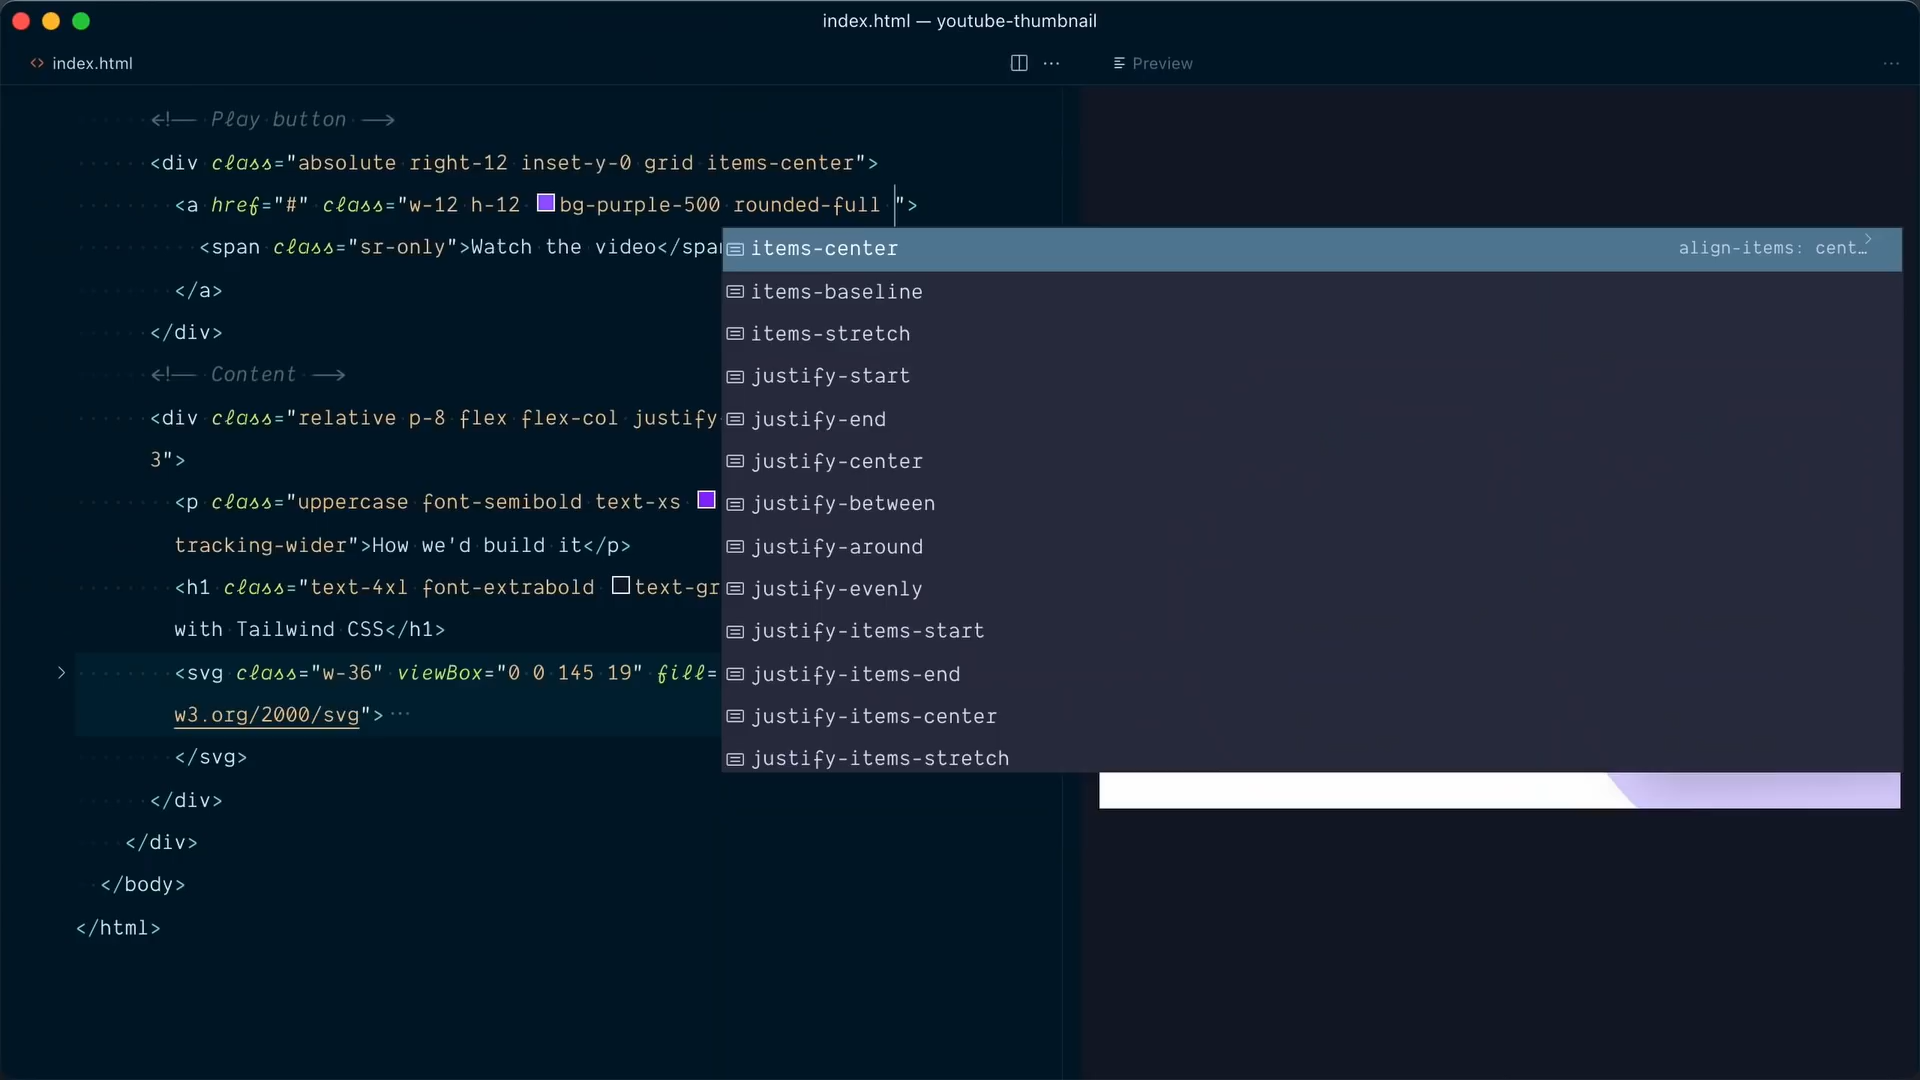 index.html — youtube-thumbnail
index.html
Preview
<!-- Play button -->
<div class="absolute right-12 inset-y-0 grid items-center">
<a href="#" class="w-12 h-12 bg-purple-500 rounded-full ">
<span class="sr-only">Watch the video</spa
</a>
</div>
<!-- Content -->
<div class="relative p-8 flex flex-col justify-
3">
<p class="uppercase font-semibold text-xs
tracking-wider">How we'd build it</p>
<h1 class="text-4xl font-extrabold text-gr
with Tailwind CSS</h1>
<svg class="w-36" viewBox="0 0 145 19" fill=
w3.org/2000/svg">
</svg>
</div>
</div>
</body>
</html>
items-center align-items: cent…
items-baseline
items-stretch
justify-start
justify-end
justify-center
justify-between
justify-around
justify-evenly
justify-items-start
justify-items-end
justify-items-center
justify-items-stretch